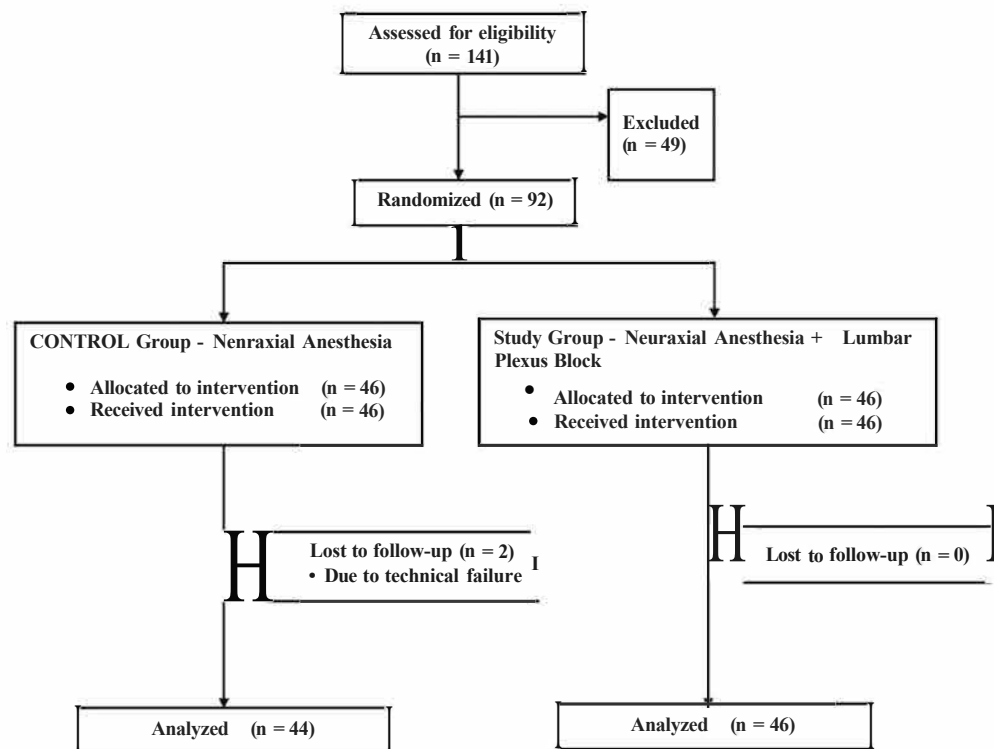 Assessed for eligibility
(n = 141)
Excluded
(n = 49)
Randomized (n = 92)
CONTROL Group - Nenraxial Anesthesia
• Allocated to intervention (n = 46)
• Received intervention (n = 46)
Study Group - Neuraxial Anesthesia + Lumbar
Plexus Block
• Allocated to intervention (n = 46)
• Received intervention (n = 46)
Lost to follow-up (n = 2)
• Due to technical failure
Lost to follow-up (n = 0)
Analyzed (n = 44)
Analyzed (n = 46)